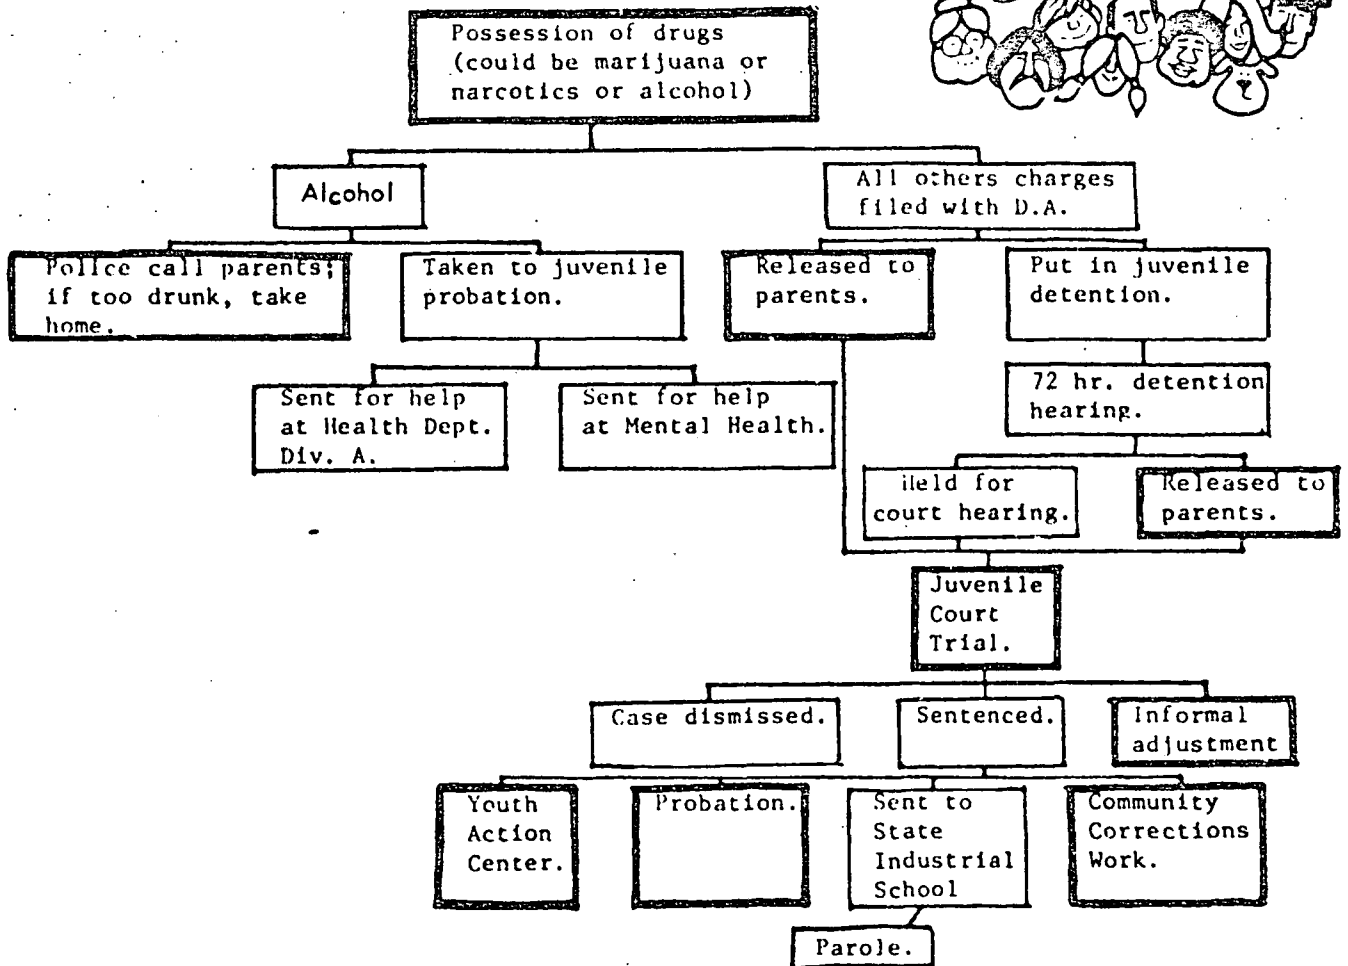 Possession of drugs
(could be marijuana or
narcotics or alcohol)
Alcohol
All others charges
filed with D.A.
Police call parents;
if too drunk, take
home.
Taken to juvenile
probation.
Released to
parents.
Put in juvenile
detention.
Sent for help
at Health Dept.
Div. A.
Sent for help
at Mental Health.
72 hr. detention
hearing.
Held for
court hearing.
Released to
parents.
Juvenile
Court
Trial.
Case dismissed.
Sentenced.
Informal
adjustment
Youth
Action
Center.
Probation.
Sent to
State
Industrial
School
Community
Corrections
Work.
Parole.